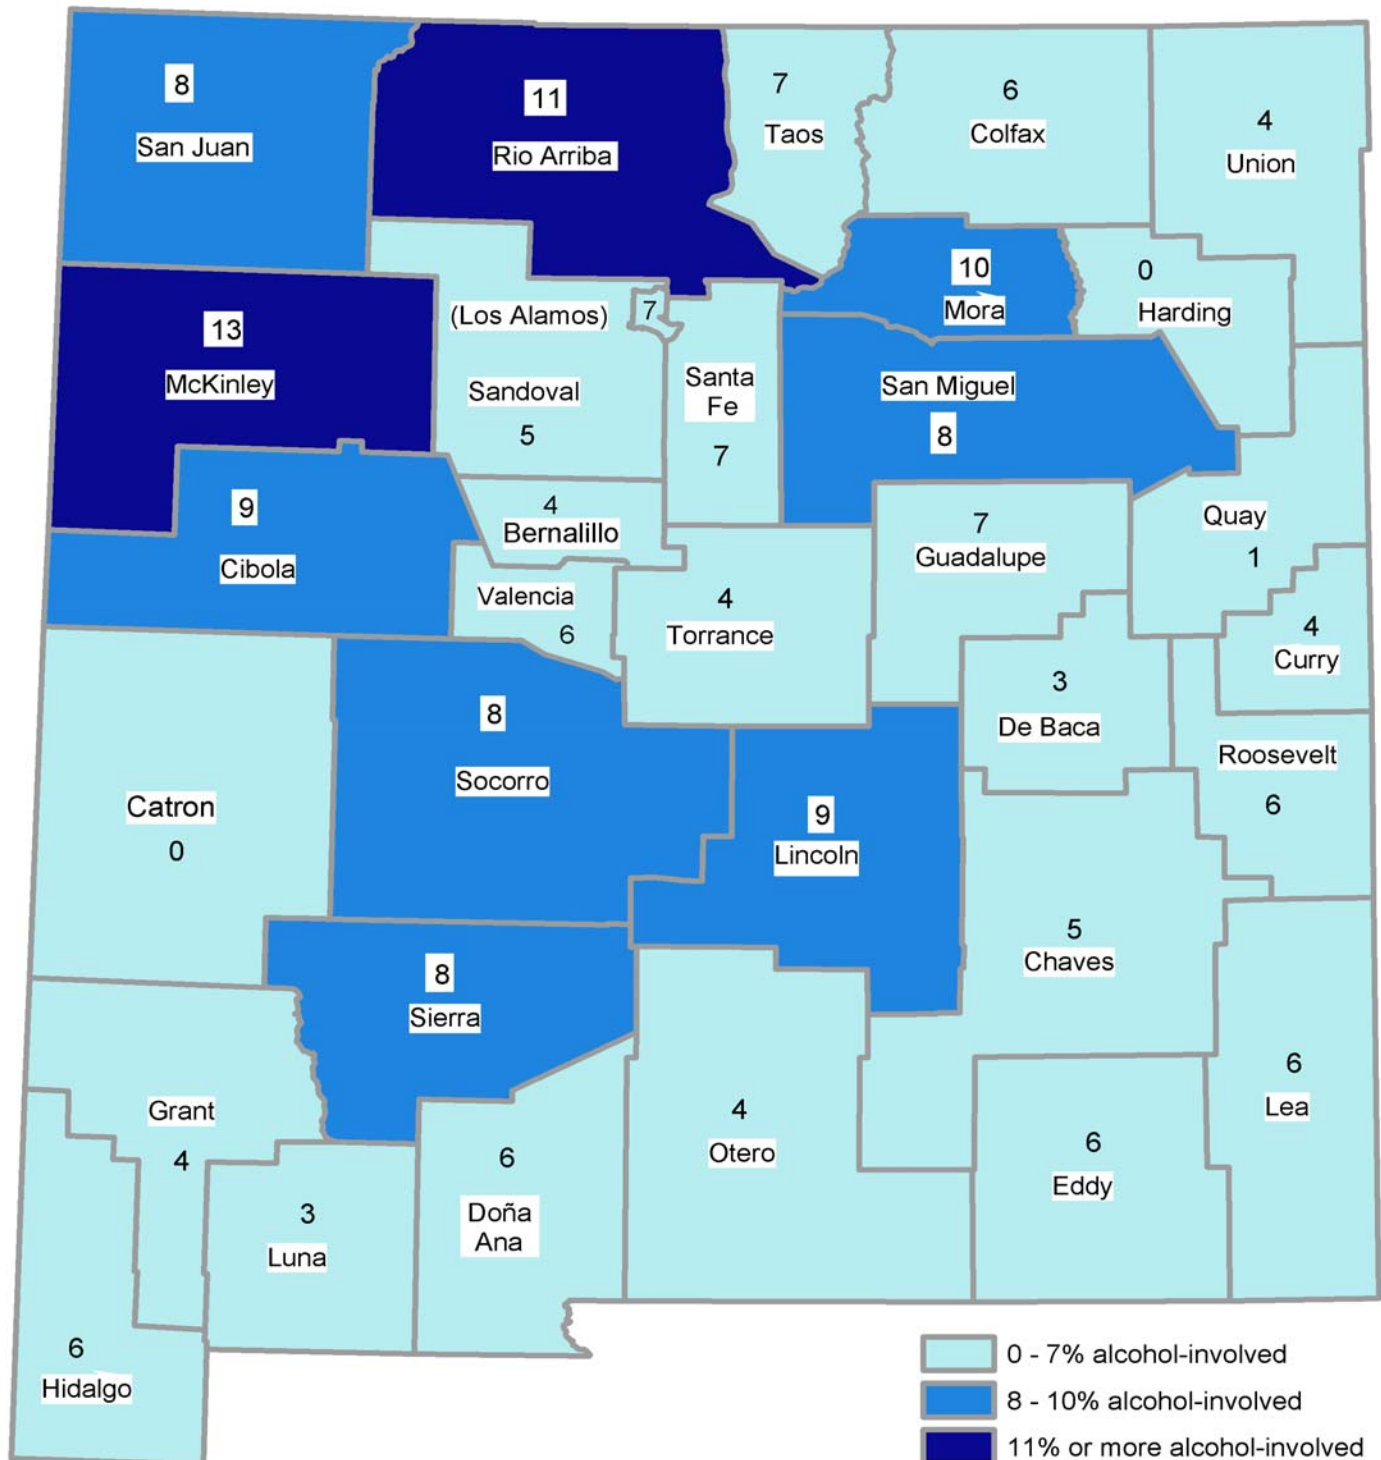 8
San Juan
11
Rio Arriba
7
Taos
6
Colfax
4
Union
10
Mora
0
Harding
13
McKinley
(Los Alamos)
7
Sandoval
5
Santa
Fe
7
San Miguel
8
9
Cibola
4
Bernalillo
7
Guadalupe
Quay
1
Valencia
6
4
Torrance
4
Curry
3
De Baca
8
Socorro
Roosevelt
6
Catron
0
9
Lincoln
5
Chaves
8
Sierra
6
Lea
Grant
4
4
Otero
6
Eddy
3
Luna
6
Doña
Ana
6
Hidalgo
0 - 7% alcohol-involved
8 - 10% alcohol-involved
11% or more alcohol-involved